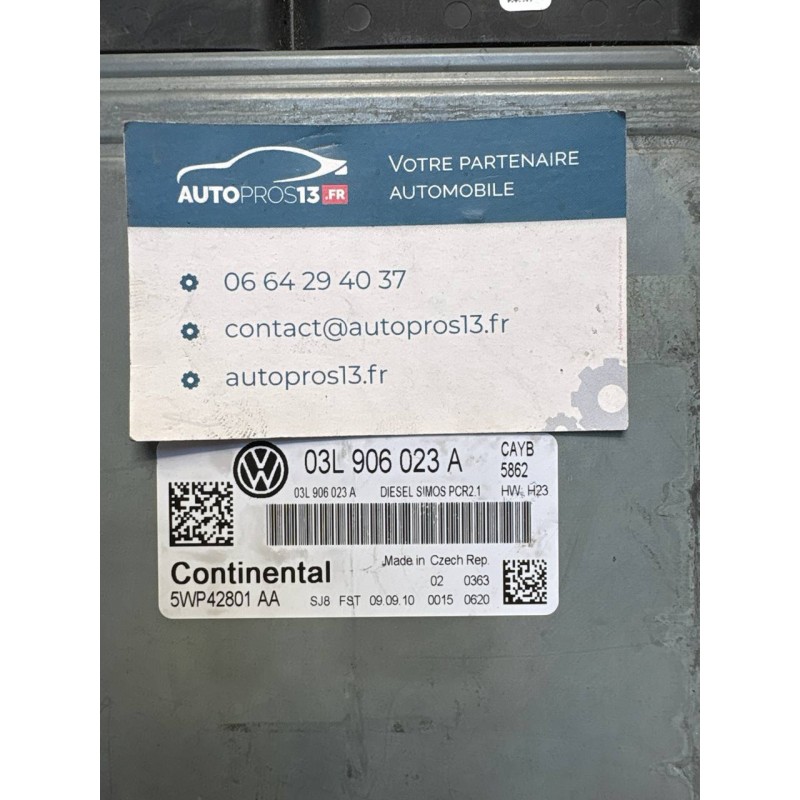 VOTRE PARTENAIRE
AUTOMOBILE
AUTOPROS13.FR
06 64 29 40 37
contact@autopros13.fr
autopros13.fr
VW 03L 906 023 A CAYB
5862
03L 906 023 A DIESEL SIMOS PCR2.1 HW: H23
Made in Czech Rep.
Continental 02 0363
5WP42801 AA SJ8 FST 09.09.10 0015 0620